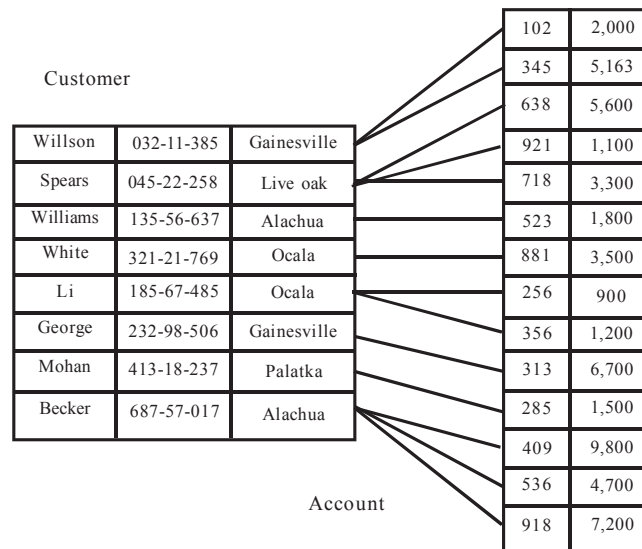 Customer
Willson 032-11-385 Gainesville
Spears 045-22-258 Live oak
Williams 135-56-637 Alachua
White 321-21-769 Ocala
Li 185-67-485 Ocala
George 232-98-506 Gainesville
Mohan 413-18-237 Palatka
Becker 687-57-017 Alachua
102 2,000
345 5,163
638 5,600
921 1,100
718 3,300
523 1,800
881 3,500
256 900
356 1,200
313 6,700
285 1,500
409 9,800
536 4,700
918 7,200
Account